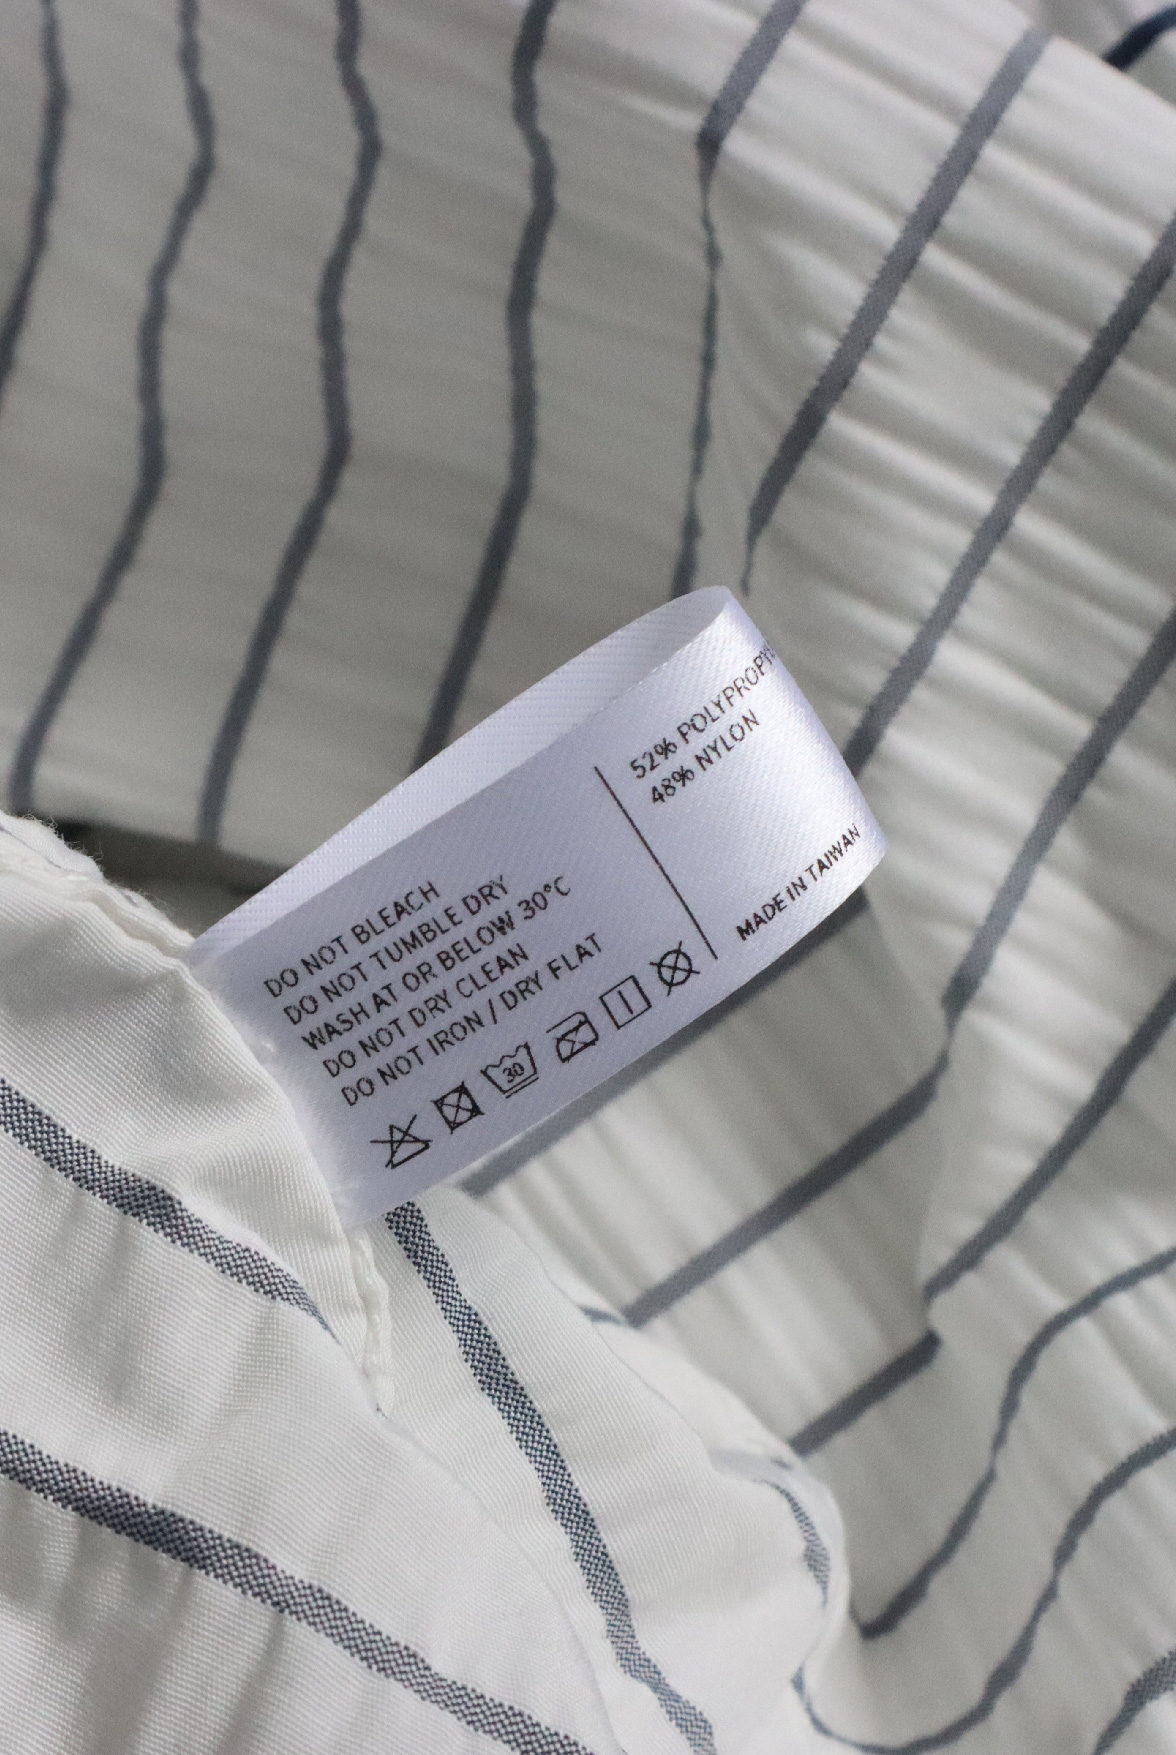 DO NOT BLEACH
DO NOT TUMBLE DRY
WASH AT OR BELOW 30°C
DO NOT DRY CLEAN
DO NOT IRON / DRY FLAT
30
52%
48% NYLON
MADE IN TAIWAN